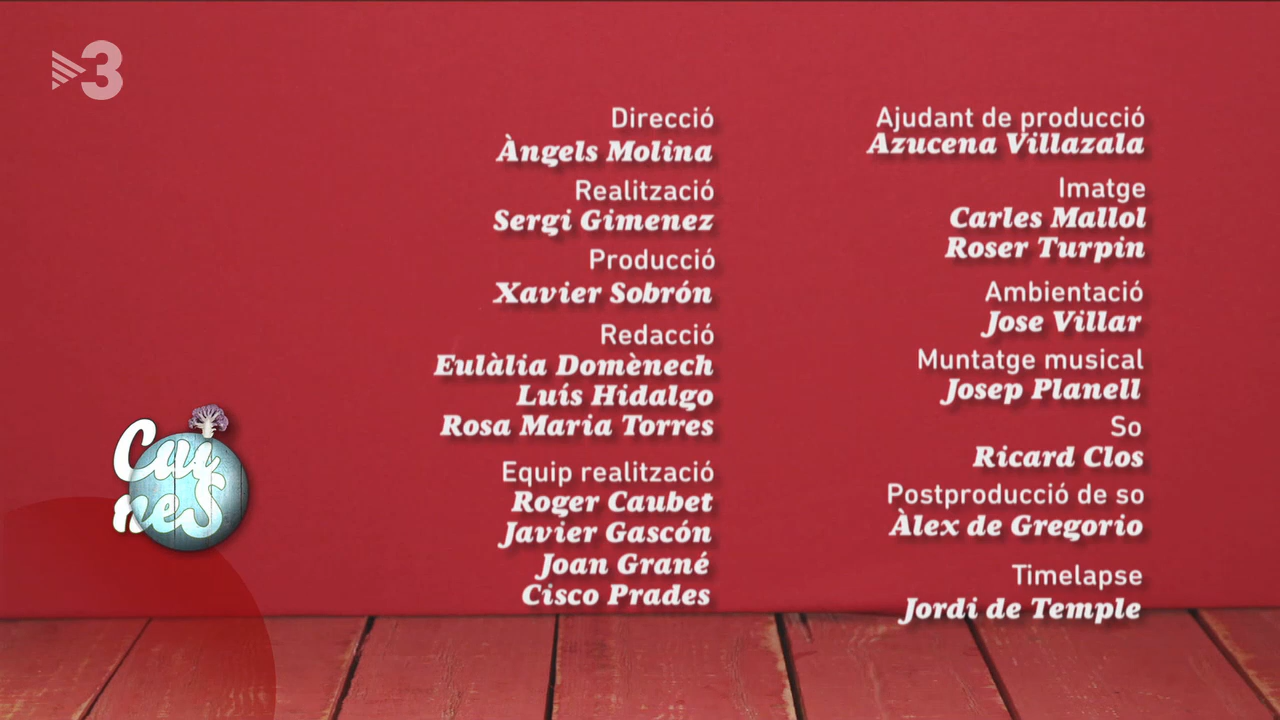 3
Direcció
Àngels Molina
Realització
Sergi Gimenez
Producció
Xavier Sobrón
Redacció
Eulàlia Domènech
Luís Hidalgo
Rosa Maria Torres
Equip realització
Roger Caubet
Javier Gascón
Joan Grané
Cisco Prades
Ajudant de producció
Azucena Villazala
Imatge
Carles Mallol
Roser Turpin
Ambientació
Jose Villar
Muntatge musical
Josep Planell
So
Ricard Clos
Postproducció de so
Àlex de Gregorio
Timelapse
Jordi de Temple
Cui
nes